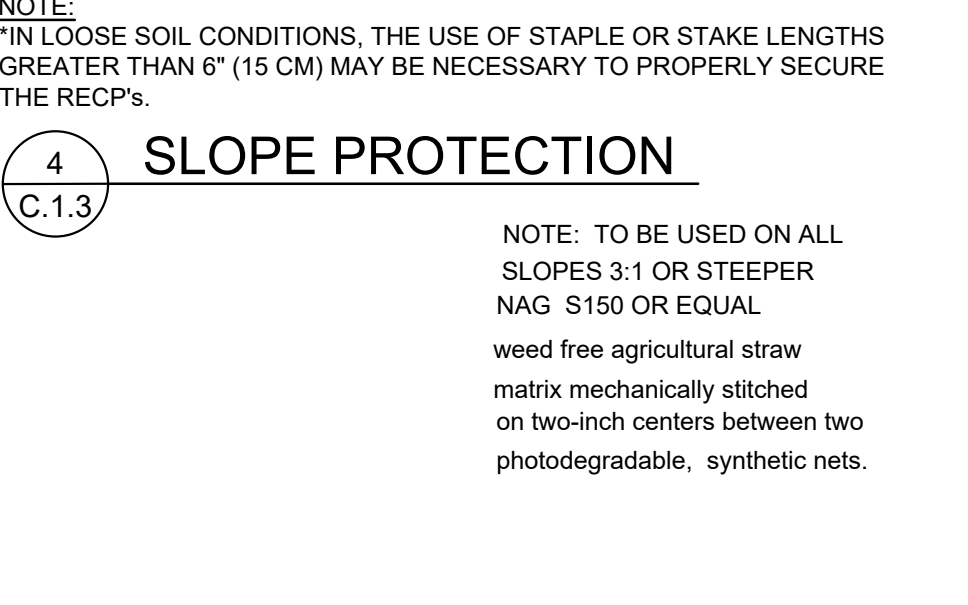 NOTE:
*IN LOOSE SOIL CONDITIONS, THE USE OF STAPLE OR STAKE LENGTHS
GREATER THAN 6" (15 CM) MAY BE NECESSARY TO PROPERLY SECURE
THE RECP's.
4
C.1.3
SLOPE PROTECTION
NOTE: TO BE USED ON ALL
SLOPES 3:1 OR STEEPER
NAG S150 OR EQUAL
weed free agricultural straw
matrix mechanically stitched
on two-inch centers between two
photodegradable, synthetic nets.